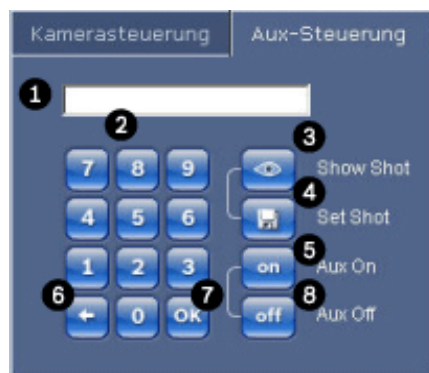 Kamerasteuerung Aux-Steuerung
1
2
3
7 8 9 Show Shot
4
4 5 6 Set Shot
5
1 2 3 on Aux On
6 7 8
0 OK off Aux Off